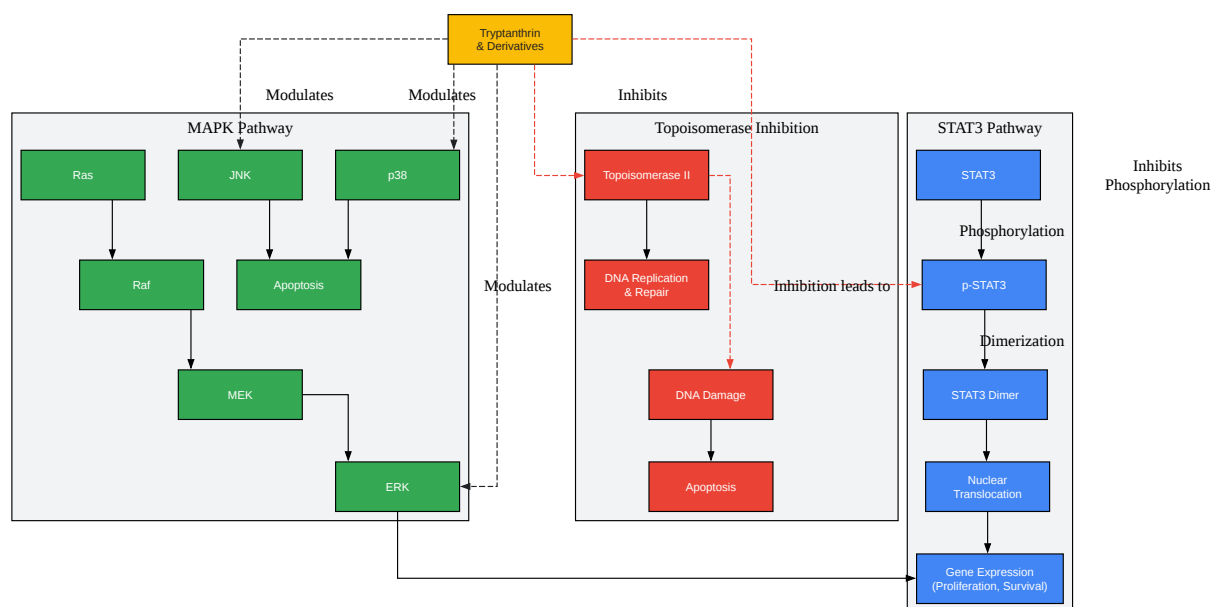 Tryptanthrin
& Derivatives
Modulates
Modulates
Inhibits
MAPK Pathway
Topoisomerase Inhibition
STAT3 Pathway
Ras
JNK
p38
Topoisomerase II
STAT3
Inhibits
Phosphorylation
Phosphorylation
Raf
Apoptosis
Modulates
DNA Replication
& Repair
Inhibition leads to
p-STAT3
Dimerization
MEK
DNA Damage
STAT3 Dimer
ERK
Apoptosis
Nuclear
Translocation
Gene Expression
(Proliferation, Survival)